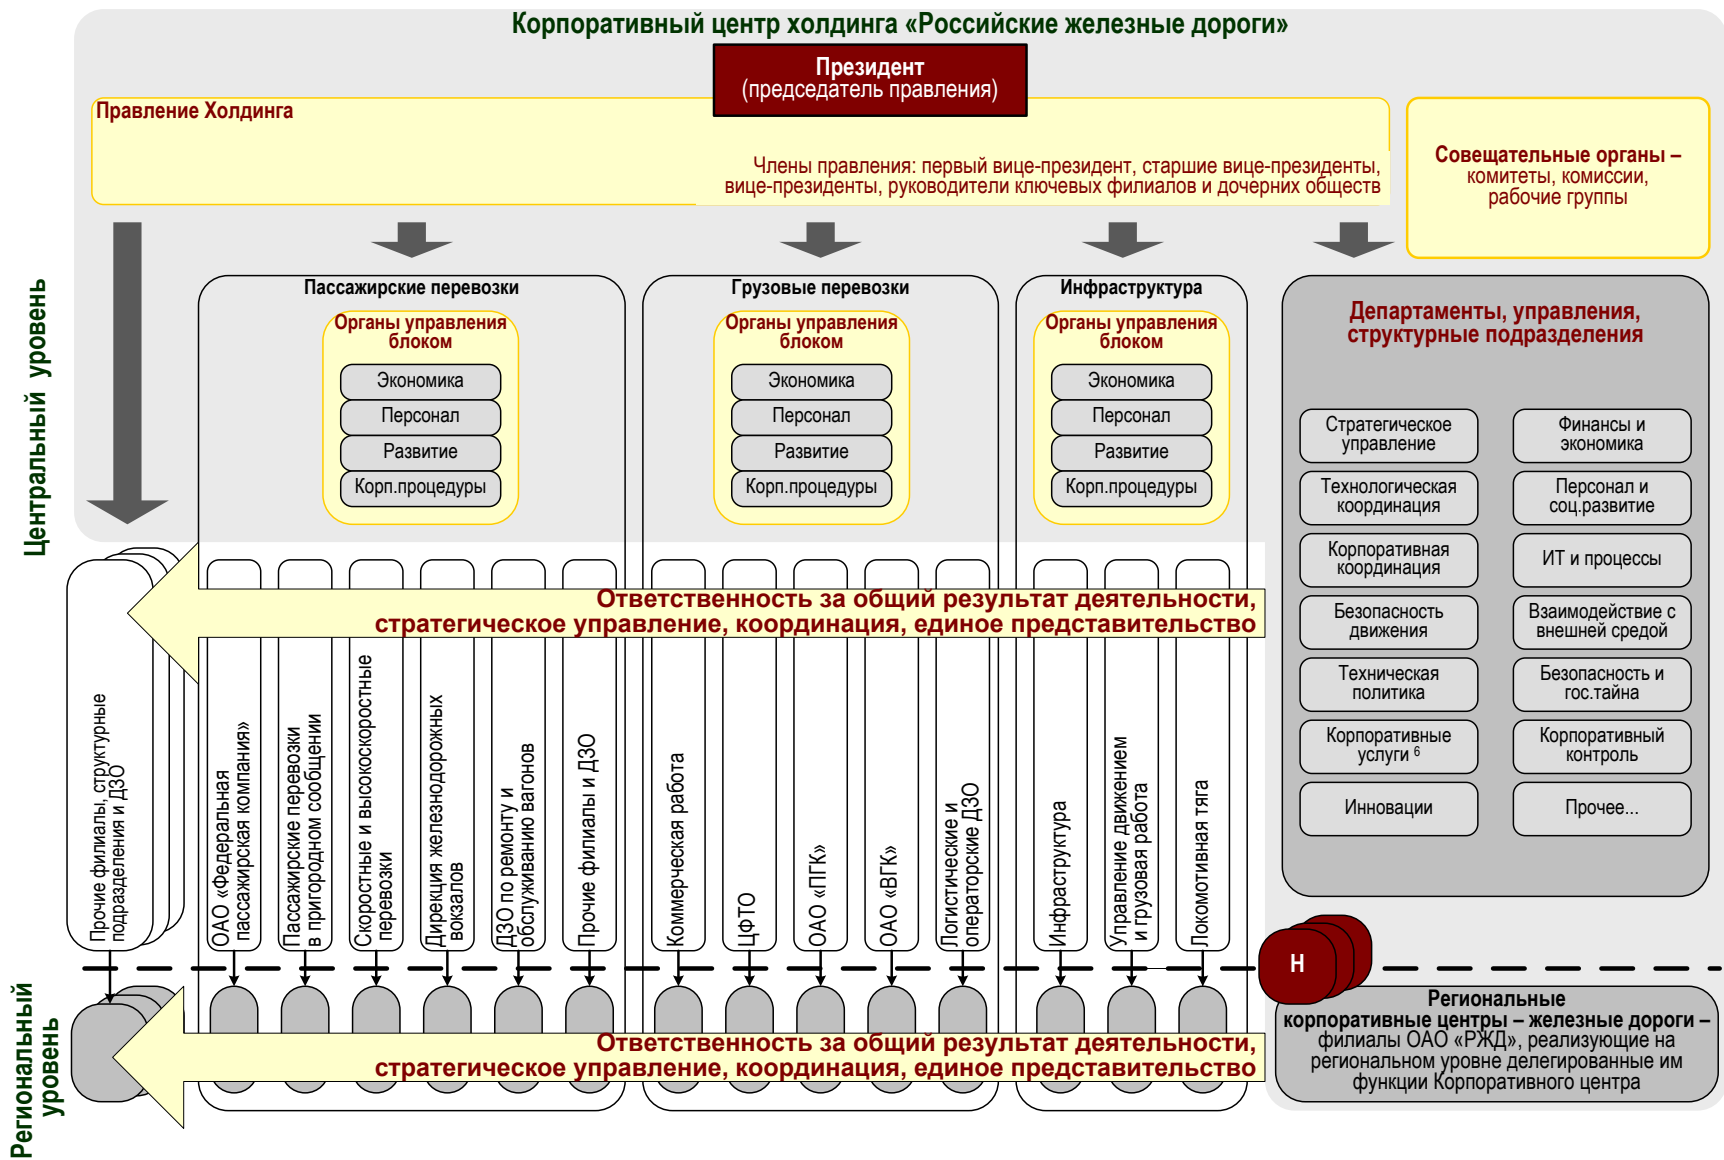 Корпоративный центр холдинга «Российские железные дороги»
Президент
(председатель правления)
Правление Холдинга
Члены правления: первый вице-президент, старшие вице-президенты,
вице-президенты, руководители ключевых филиалов и дочерних обществ
Совещательные органы –
комитеты, комиссии,
рабочие группы
Центральный уровень
Пассажирские перевозки
Органы управления
блоком
Экономика
Персонал
Развитие
Корп.процедуры
Грузовые перевозки
Органы управления
блоком
Экономика
Персонал
Развитие
Корп.процедуры
Инфраструктура
Органы управления
блоком
Экономика
Персонал
Развитие
Корп.процедуры
Департаменты, управления,
структурные подразделения
Стратегическое
управление
Финансы и
экономика
Технологическая
координация
Персонал и
соц.развитие
Корпоративная
координация
ИТ и процессы
Безопасность
движения
Взаимодействие с
внешней средой
Техническая
политика
Безопасность и
гос.тайна
Корпоративные
услуги 6
Корпоративный
контроль
Инновации
Прочее...
Ответственность за общий результат деятельности,
стратегическое управление, координация, единое представительство
Прочие филиалы, структурные
подразделения и ДЗО
ОАО «Федеральная
пассажирская компания»
Пассажирские перевозки
в пригородном сообщении
Скоростные и высокоскоростные
перевозки
Дирекция железнодорожных
вокзалов
ДЗО по ремонту и
обслуживанию вагонов
Прочие филиалы и ДЗО
Коммерческая работа
ЦФТО
ОАО «ПГК»
ОАО «ВГК»
Логистические и
операторские ДЗО
Инфраструктура
Управление движением
и грузовая работа
Локомотивная тяга
Н
Региональный
уровень
Ответственность за общий результат деятельности,
стратегическое управление, координация, единое представительство
Региональные
корпоративные центры – железные дороги –
филиалы ОАО «РЖД», реализующие на
региональном уровне делегированные им
функции Корпоративного центра